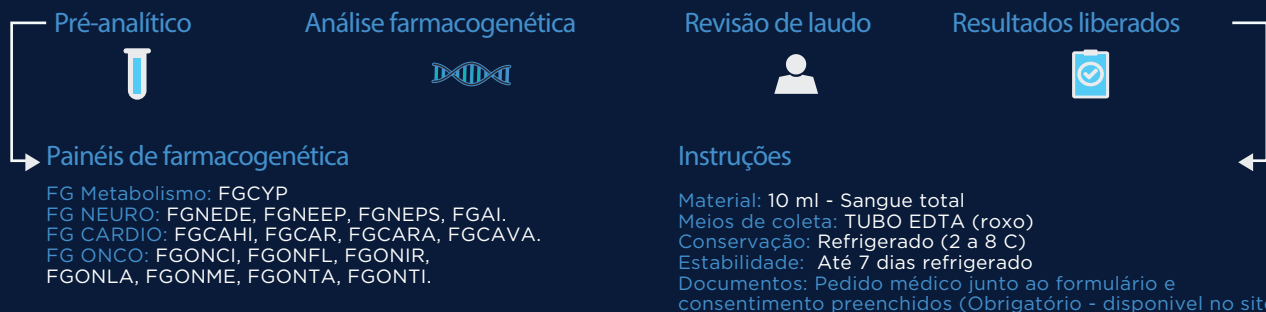 Pré-analítico
Análise farmacogenética
Revisão de laudo
Resultados liberados
Painéis de farmacogenética
FG Metabolismo: FGCYP
FG NEURO: FGNEDE, FGNEEP, FGNEPS, FGAI.
FG CARDIO: FGCAHI, FGCAR, FGCARA, FGCAVA.
FG ONCO: FGONCI, FGONFL, FGONIR,
FGONLA, FGONME, FGONTA, FGONTI.
Instruções
Material: 10 ml - Sangue total
Meios de coleta: TUBO EDTA (roxo)
Conservação: Refrigerado (2 a 8 C)
Estabilidade: Até 7 dias refrigerado
Documentos: Pedido médico junto ao formulário e
consentimento preenchidos (Obrigatório - disponivel no site